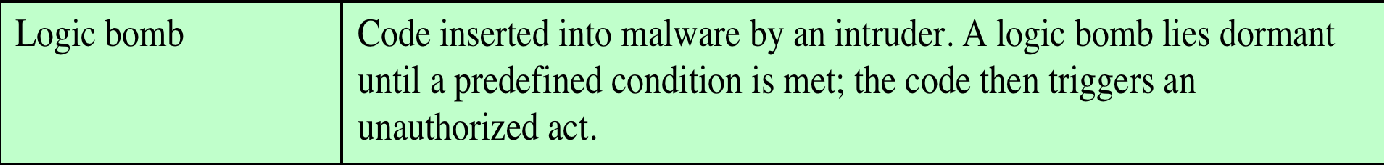 Logic bomb
Code inserted into malware by an intruder. A logic bomb lies dormant
until a predefined condition is met; the code then triggers an
unauthorized act.